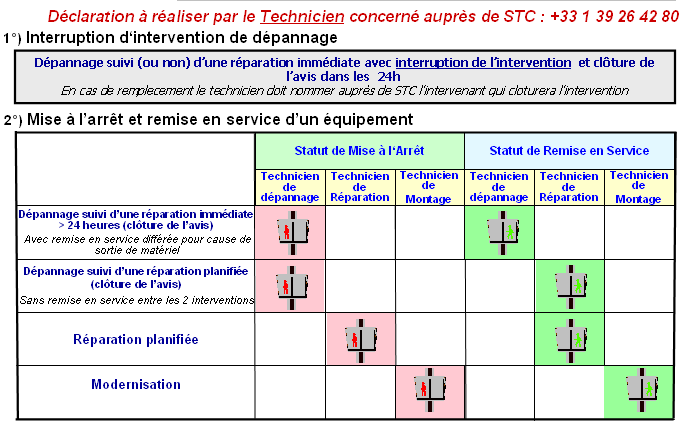 Déclaration à réaliser par le Technicien concerné auprès de STC : +33 1 39 26 42 80
1°) Interruption d'intervention de dépannage
Dépannage suivi (ou non) d'une réparation immédiate avec interruption de l'intervention et clôture de
l'avis dans les 24h
En cas de remplecement le technicien doit nommer auprès de STC l'intervenant qui cloturera l'intervention
2°) Mise à l'arrêt et remise en service d'un équipement
Statut de Mise à l'Arrêt
Statut de Remise en Service
Technicien de dépannage
Technicien de Réparation
Technicien de Montage
Technicien de dépannage
Technicien de Réparation
Technicien de Montage
Dépannage suivi d'une réparation immédiate
> 24 heures (clôture de l'avis)
Avec remise en service différée pour cause de
sortie de matériel
Dépannage suivi d'une réparation planifiée
(clôture de l'avis)
Sans remise en service entre les 2 interventions
Réparation planifiée
Modernisation